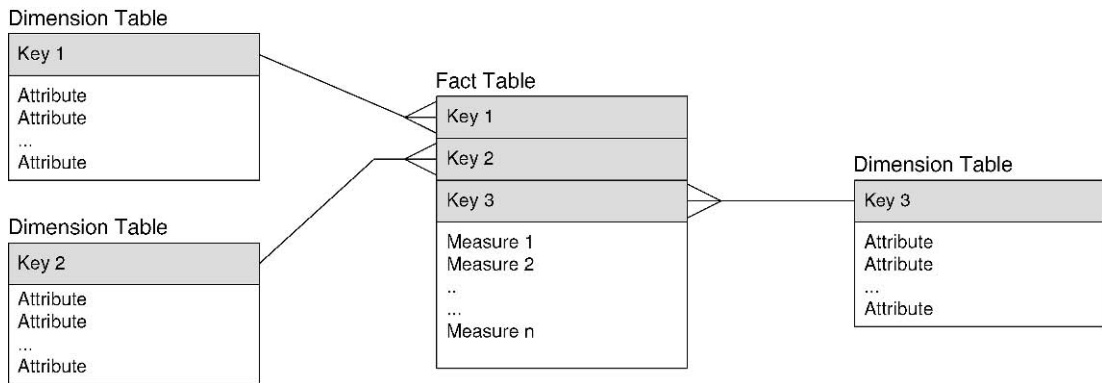 Dimension Table
Key 1
Attribute
Attribute
...
Attribute
Dimension Table
Key 2
Attribute
Attribute
...
Attribute
Fact Table
Key 1
Key 2
Key 3
Measure 1
Measure 2
..
...
Measure n
Dimension Table
Key 3
Attribute
Attribute
...
Attribute